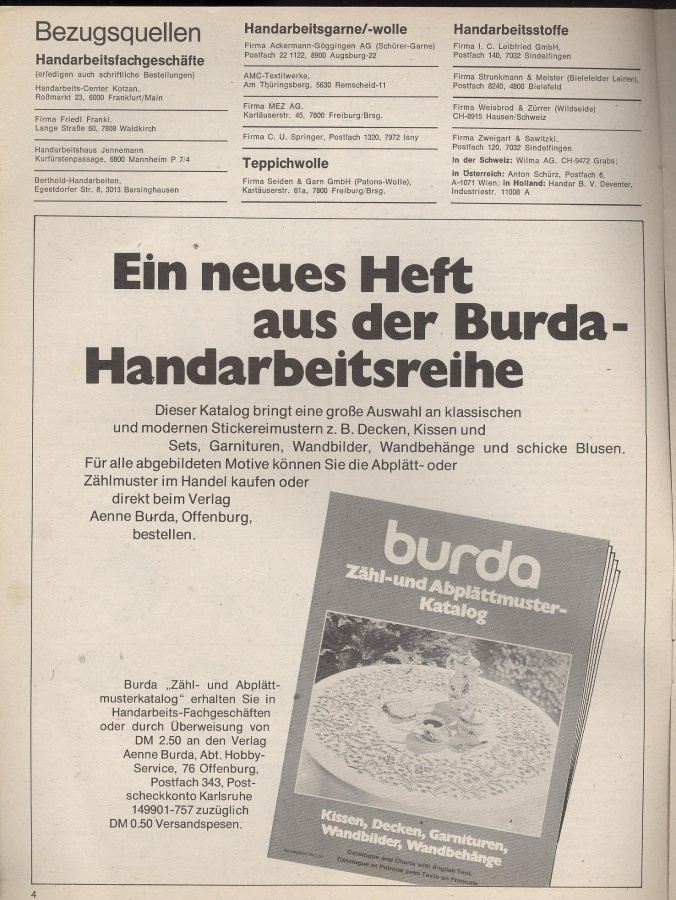 Bezugsquellen
Handarbeitsfachgeschäfte
(erledigen auch schriftliche Bestellungen)
Handarbeits-Center Kotzan,
Roßmarkt 23, 6000 Frankfurt/Main
Firma Friedl Frankl,
Lange Straße 60, 7808 Waldkirch
Handarbeitshaus Jennemann
Kurfürstenpassage, 6800 Mannheim P 7/4
Berthold-Handarbeiten,
Egestdorfer Str. 8, 3013 Barsinghausen
Handarbeitsgarne/-wolle
Firma Ackermann-Göggingen AG (Schürer-Garne)
Postfach 22 1122, 8900 Augsburg-22
AMC-Textilwerke,
Am Thüringsberg, 5630 Remscheid-11
Firma MEZ AG,
Kartäuserstr. 45, 7800 Freiburg/Brsg.
Firma C. U. Springer, Postfach 1320, 7972 Isny
Teppichwolle
Firma Seiden & Garn GmbH (Patons-Wolle),
Kartäuserstr. 61a, 7800 Freiburg/Brsg.
Handarbeitsstoffe
Firma I. C. Leibfried GmbH,
Postfach 140, 7032 Sindelfingen
Firma Strunkmann & Meister (Bielefelder Leinen),
Postfach 8240, 4800 Bielefeld
Firma Weisbrod & Zürrer (Wildseide)
CH-8915 Hausen/Schweiz
Firma Zweigart & Sawitzki,
Postfach 120, 7032 Sindelfingen
In der Schweiz: Wilma AG, CH-9472 Grabs;
in Österreich: Anton Schürz, Postfach 6,
A-1071 Wien; in Holland: Handar B. V. Deventer,
Industriestr. 11008 A
Ein neues Heft
aus der Burda-
Handarbeitsreihe
Dieser Katalog bringt eine große Auswahl an klassischen
und modernen Stickereimustern z. B. Decken, Kissen und
Sets, Garnituren, Wandbilder, Wandbehänge und schicke Blusen.
Für alle abgebildeten Motive können Sie die Abplätt- oder
Zählmuster im Handel kaufen oder
direkt beim Verlag
Aenne Burda, Offenburg,
bestellen.
burda
Zähl- und Abplättmuster-
Katalog
Kissen, Decken, Garnituren,
Wandbilder, Wandbehänge
Catalogue and Charts with English Text.
Catalogue et Patrons avec Texte en Français.
Burda „Zähl- und Abplätt-
musterkatalog" erhalten Sie in
Handarbeits-Fachgeschäften
oder durch Überweisung von
DM 2.50 an den Verlag
Aenne Burda, Abt. Hobby-
Service, 76 Offenburg,
Postfach 343, Post-
scheckkonto Karlsruhe
149901-757 zuzüglich
DM 0.50 Versandspesen.
4